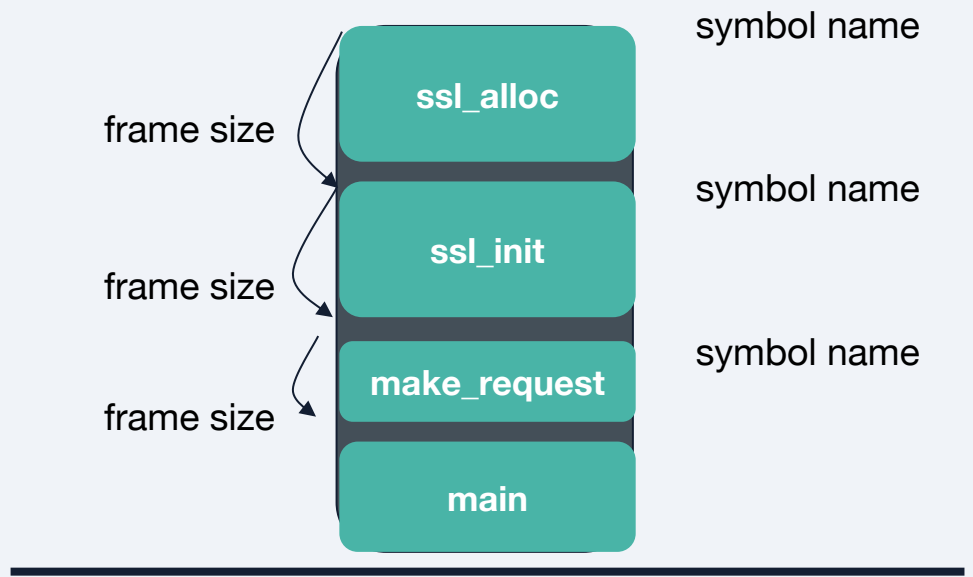 symbol name
ssl_alloc
frame size
symbol name
ssl_init
frame size
symbol name
make_request
frame size
main